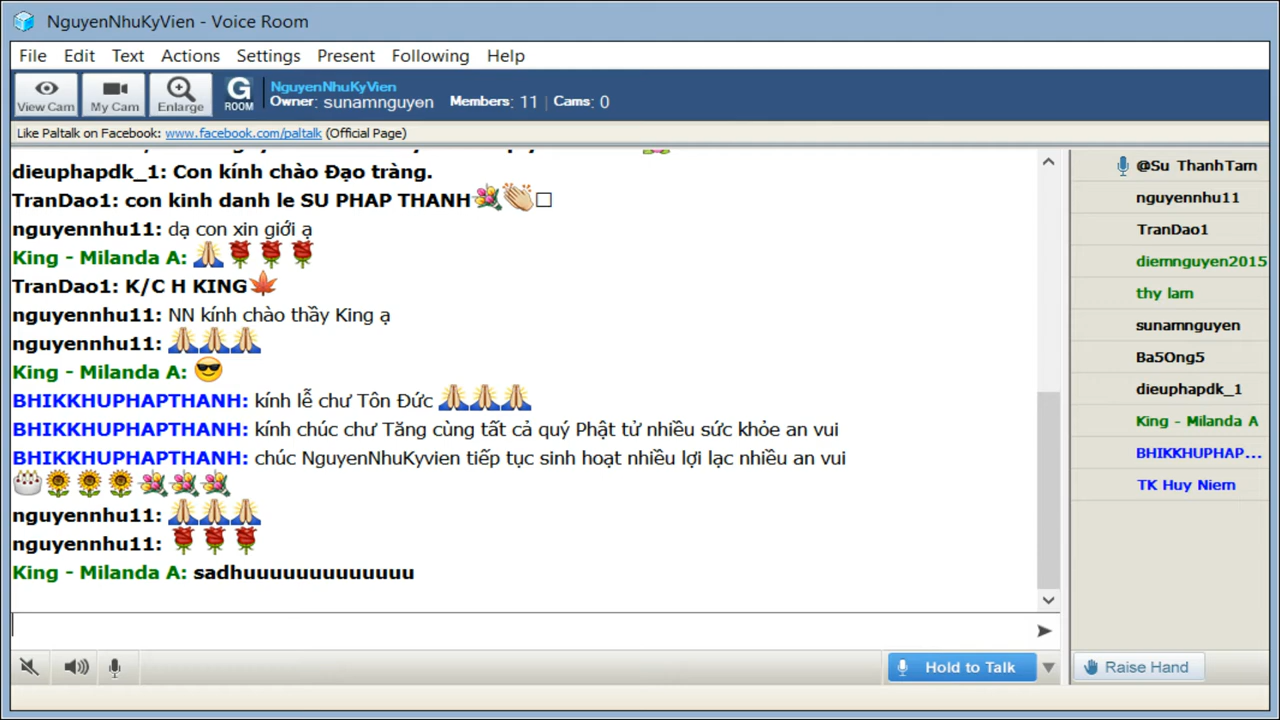 NguyenNhuKyVien - Voice Room
File Edit Text Actions Settings Present Following Help
View Cam My Cam Enlarge G ROOM
NguyenNhuKyVien
Owner: sunamnguyen Members: 11 | Cams: 0
Like Paltalk on Facebook: www.facebook.com/paltalk (Official Page)
dieuphapdk_1: Con kính chào Đạo tràng.
TranDao1: con kinh danh le SU PHAP THANH
nguyennhu11: dạ con xin giới ạ
King - Milanda A:
TranDao1: K/C H KING
nguyennhu11: NN kính chào thầy King ạ
nguyennhu11:
King - Milanda A:
BHIKKHUPHAPTHANH: kính lễ chư Tôn Đức
BHIKKHUPHAPTHANH: kính chúc chư Tăng cùng tất cả quý Phật tử nhiều sức khỏe an vui
BHIKKHUPHAPTHANH: chúc NguyenNhuKyvien tiếp tục sinh hoạt nhiều lợi lạc nhiều an vui
nguyennhu11:
nguyennhu11:
King - Milanda A: sadhuuuuuuuuuuuuu
@Su ThanhTam
nguyennhu11
TranDao1
diemnguyen2015
thy lam
sunamnguyen
Ba5Ong5
dieuphapdk_1
King - Milanda A
BHIKKHUPHAP...
TK Huy Niem
Hold to Talk
Raise Hand